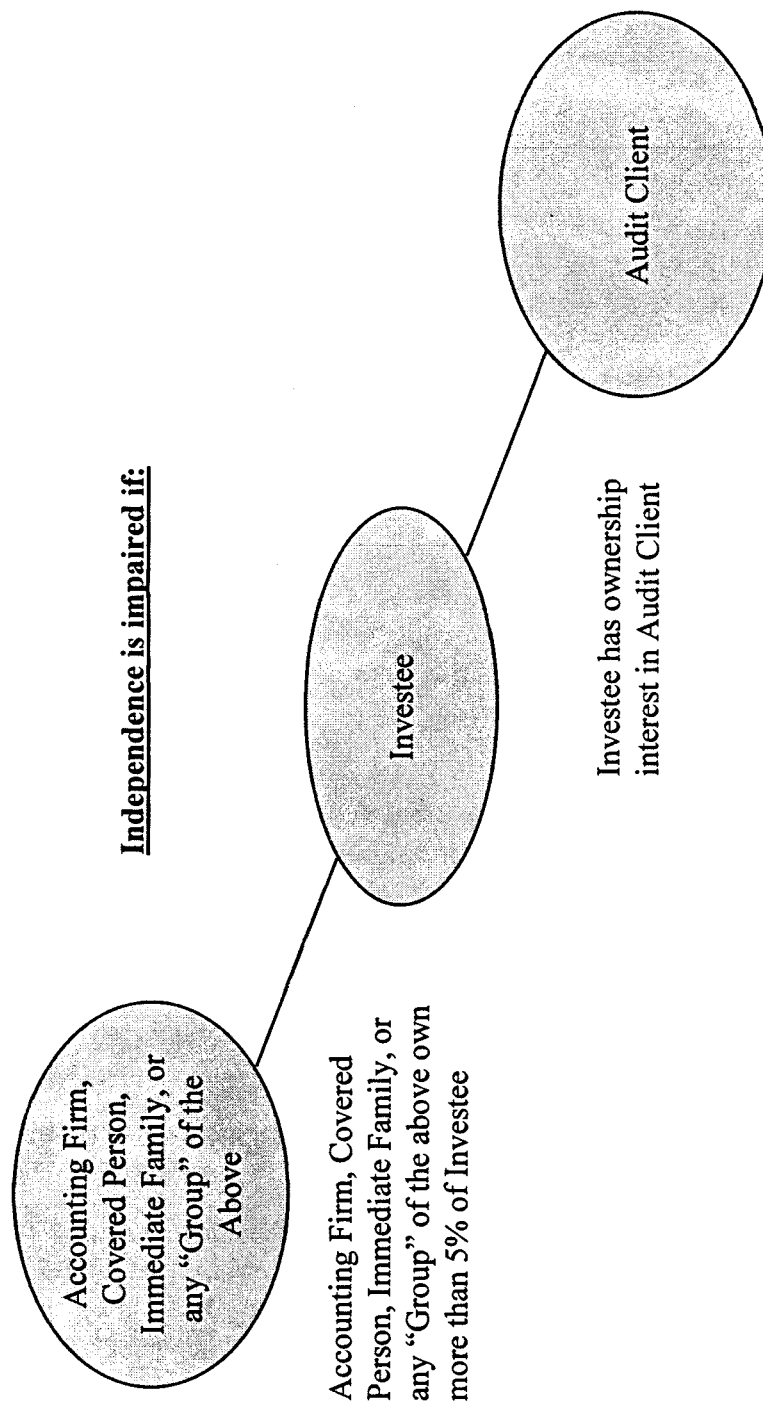 Independence is impaired if:
Accounting Firm,
Covered Person,
Immediate Family, or
any “Group” of the
Above
Accounting Firm, Covered
Person, Immediate Family, or
any “Group” of the above own
more than 5% of Investee
Investee
Investee has ownership
interest in Audit Client
Audit Client